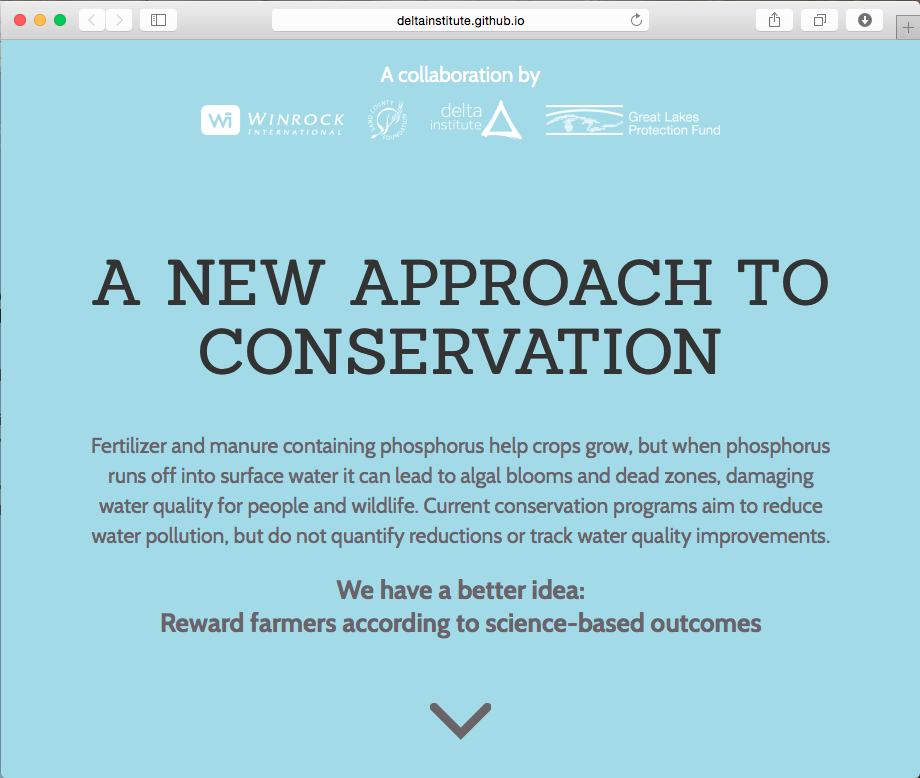 deltainstitute.github.io
A collaboration by
Wi WINROCK INTERNATIONAL
SAND COUNTY FOUNDATION
delta institute
Great Lakes Protection Fund
A NEW APPROACH TO
CONSERVATION
Fertilizer and manure containing phosphorus help crops grow, but when phosphorus
runs off into surface water it can lead to algal blooms and dead zones, damaging
water quality for people and wildlife. Current conservation programs aim to reduce
water pollution, but do not quantify reductions or track water quality improvements.
We have a better idea:
Reward farmers according to science-based outcomes